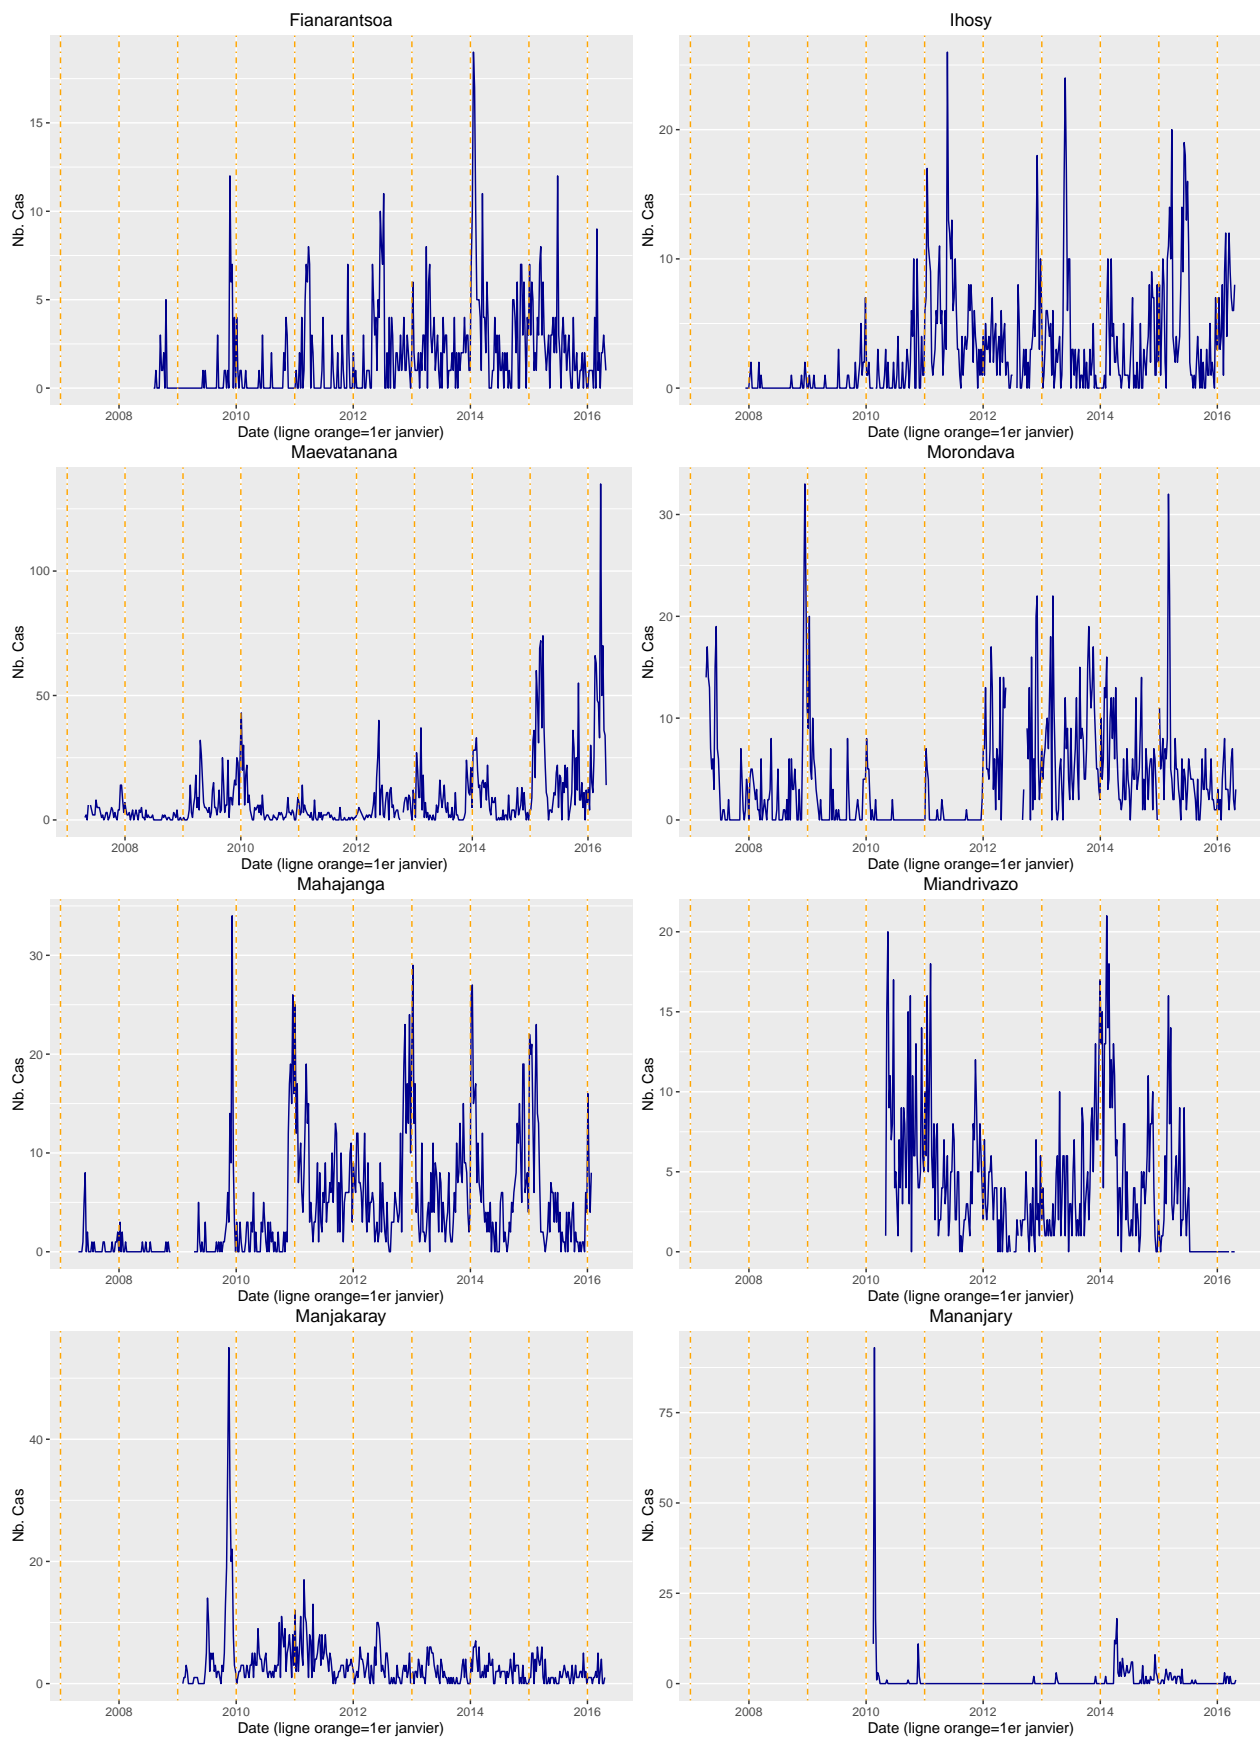 Fianarantsoa
Nb. Cas
15
10
5
0
2008 2010 2012 2014 2016
Date (ligne orange=1er janvier)
Ihosy
Nb. Cas
20
10
0
2008 2010 2012 2014 2016
Date (ligne orange=1er janvier)
Maevatanana
Nb. Cas
100
50
0
2008 2010 2012 2014 2016
Date (ligne orange=1er janvier)
Morondava
Nb. Cas
30
20
10
0
2008 2010 2012 2014 2016
Date (ligne orange=1er janvier)
Mahajanga
Nb. Cas
30
20
10
0
2008 2010 2012 2014 2016
Date (ligne orange=1er janvier)
Miandrivazo
Nb. Cas
20
15
10
5
0
2008 2010 2012 2014 2016
Date (ligne orange=1er janvier)
Manjakaray
Nb. Cas
40
20
0
2008 2010 2012 2014 2016
Date (ligne orange=1er janvier)
Mananjary
Nb. Cas
75
50
25
0
2008 2010 2012 2014 2016
Date (ligne orange=1er janvier)